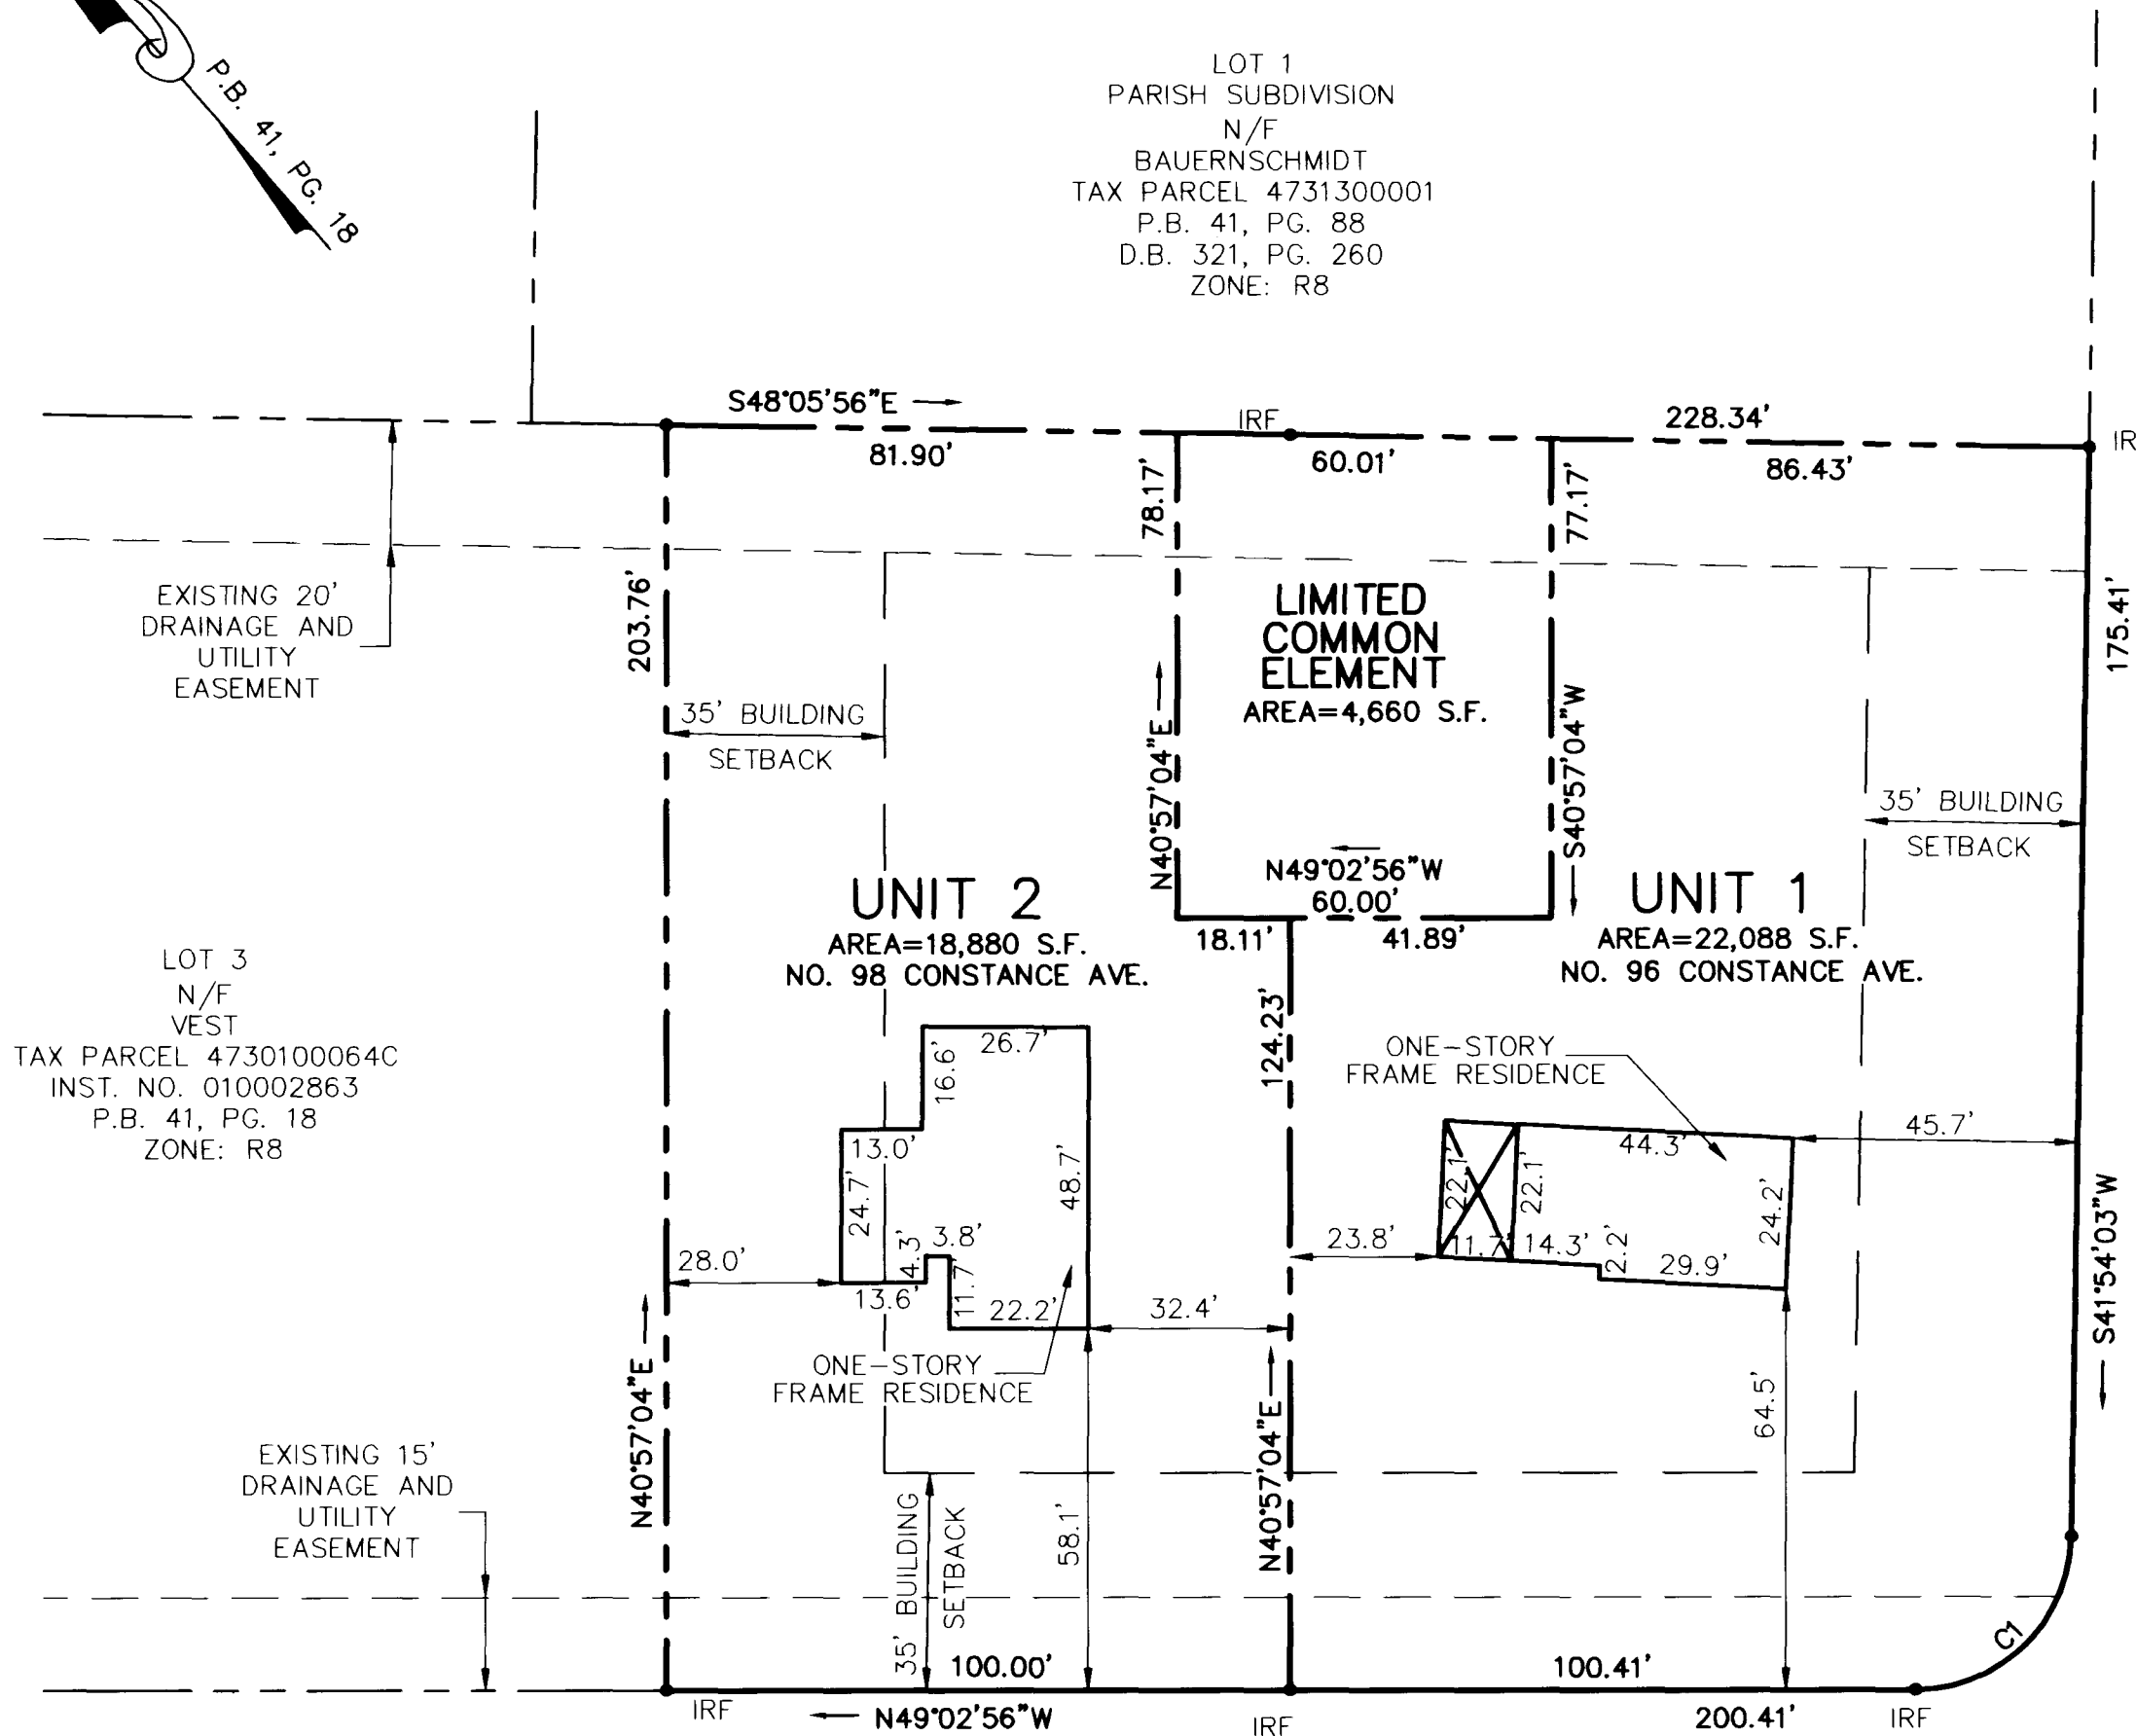 P.B. 41, PG. 18
LOT 1
PARISH SUBDIVISION
N/F
BAUERNSCHMIDT
TAX PARCEL 4731300001
P.B. 41, PG. 88
D.B. 321, PG. 260
ZONE: R8
S48°05'56"E
IRF
228.34'
IR
81.90'
60.01'
86.43'
78.17'
77.17'
EXISTING 20'
DRAINAGE AND
UTILITY
EASEMENT
203.76'
175.41'
LIMITED
COMMON
ELEMENT
AREA=4,660 S.F.
35' BUILDING
SETBACK
N40°57'04"E
S40°57'04"W
35' BUILDING
SETBACK
N49°02'56"W
60.00'
18.11'
41.89'
UNIT 2
AREA=18,880 S.F.
NO. 98 CONSTANCE AVE.
UNIT 1
AREA=22,088 S.F.
NO. 96 CONSTANCE AVE.
LOT 3
N/F
VEST
TAX PARCEL 4730100064C
INST. NO. 010002863
P.B. 41, PG. 18
ZONE: R8
124.23'
26.7'
16.6'
13.0'
24.7'
48.7'
4.3'
3.8'
28.0'
13.6'
11.7'
22.2'
32.4'
ONE-STORY
FRAME RESIDENCE
ONE-STORY
FRAME RESIDENCE
44.3'
45.7'
22.1'
22.1'
24.2'
23.8'
11.7'
14.3'
2.2'
29.9'
S41°54'03"W
64.5'
N40°57'04"E
N40°57'04"E
EXISTING 15'
DRAINAGE AND
UTILITY
EASEMENT
35' BUILDING
SETBACK
58.1'
C1
100.00'
100.41'
IRF
N49°02'56"W
IRF
200.41'
IRF